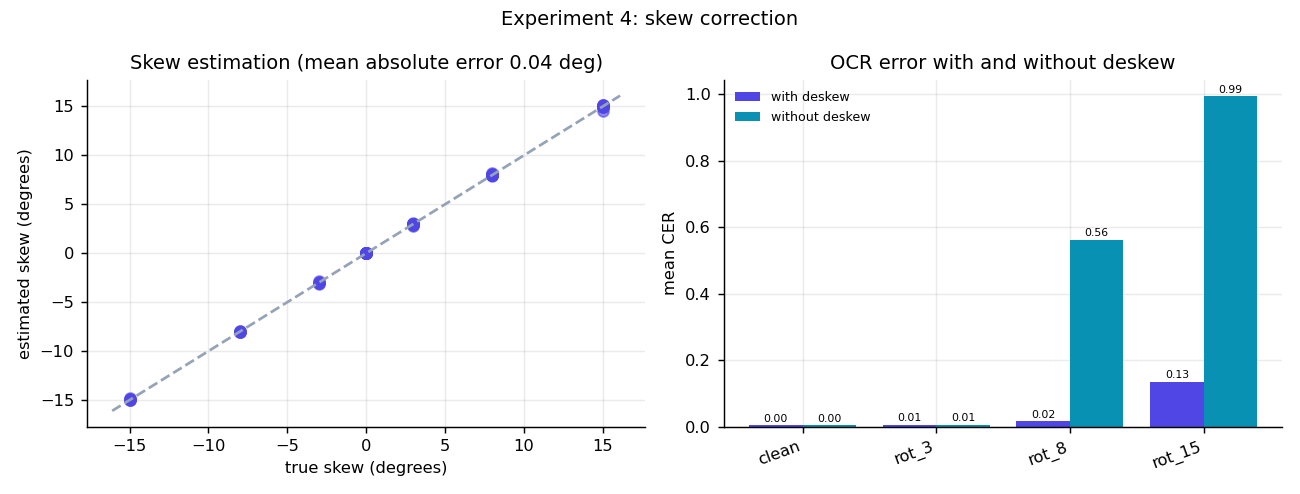 Experiment 4: skew correction
Skew estimation (mean absolute error 0.04 deg)
estimated skew (degrees)
15
10
5
0
−5
−10
−15
−15
−10
−5
0
5
10
15
true skew (degrees)
OCR error with and without deskew
with deskew
without deskew
mean CER
1.0
0.8
0.6
0.4
0.2
0.0
0.00
0.00
0.01
0.01
0.02
0.56
0.13
0.99
clean
rot_3
rot_8
rot_15